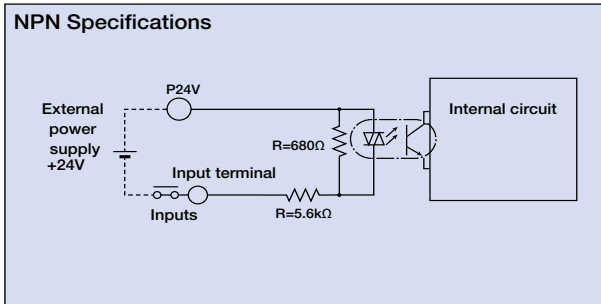 NPN Specifications
P24V
External
power
supply
+24V
Internal circuit
R=680Ω
Input terminal
Inputs
R=5.6kΩ